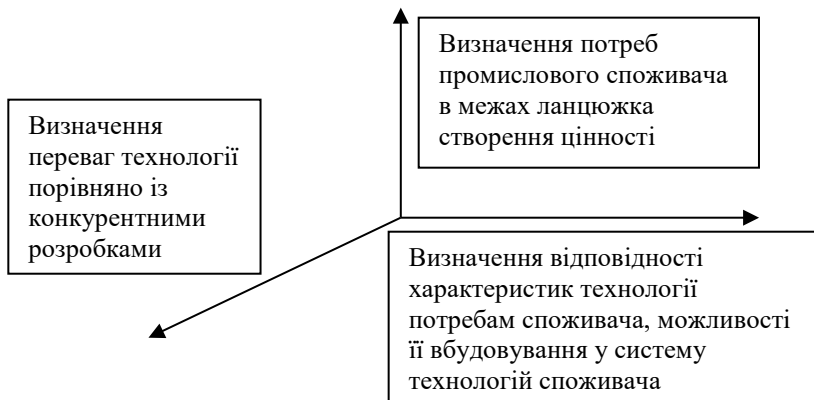 Визначення потреб
промислового споживача
в межах ланцюжка
створення цінності
Визначення
переваг технології
порівняно із
конкурентними
розробками
Визначення відповідності
характеристик технології
потребам споживача, можливості
її вбудовування у систему
технологій споживача